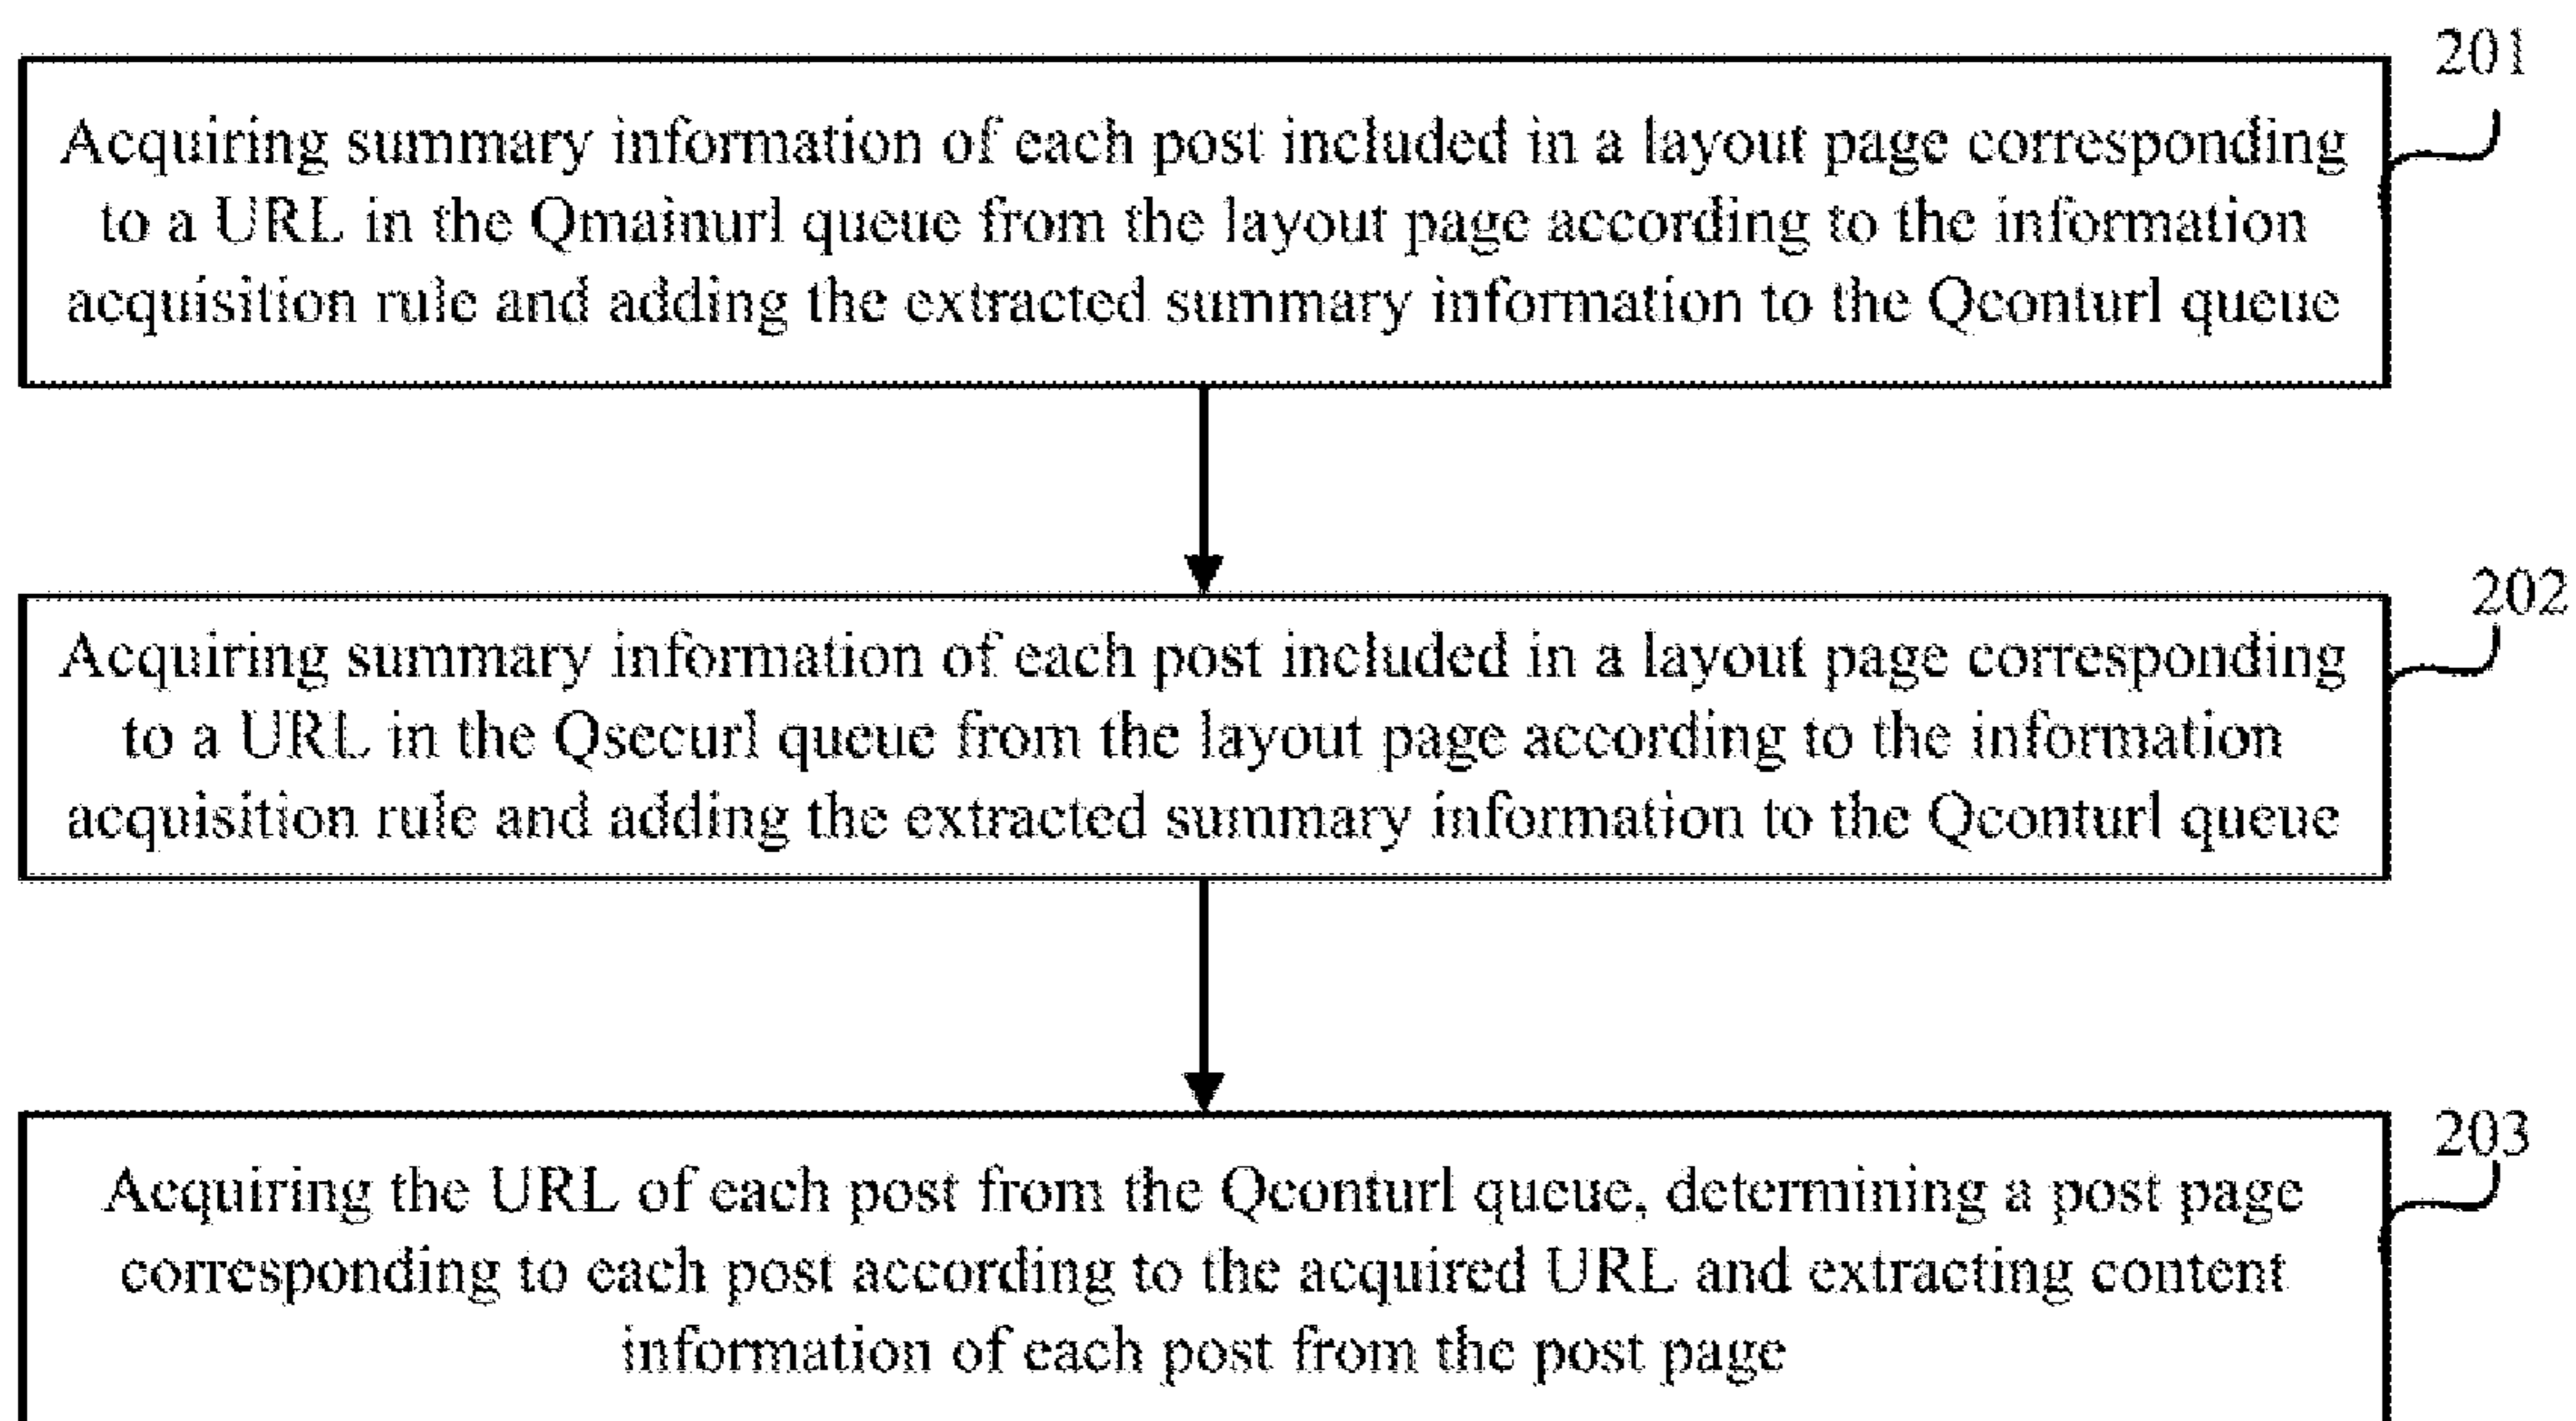 201
Acquiring summary information of each post included in a layout page corresponding
to a URL in the Qmainurl queue from the layout page according to the information
acquisition rule and adding the extracted summary information to the Qconturl queue
202
Acquiring summary information of each post included in a layout page corresponding
to a URL in the Qsecurl queue from the layout page according to the information
acquisition rule and adding the extracted summary information to the Qconturl queue
203
Acquiring the URL of each post from the Qconturl queue, determining a post page
corresponding to each post according to the acquired URL and extracting content
information of each post from the post page